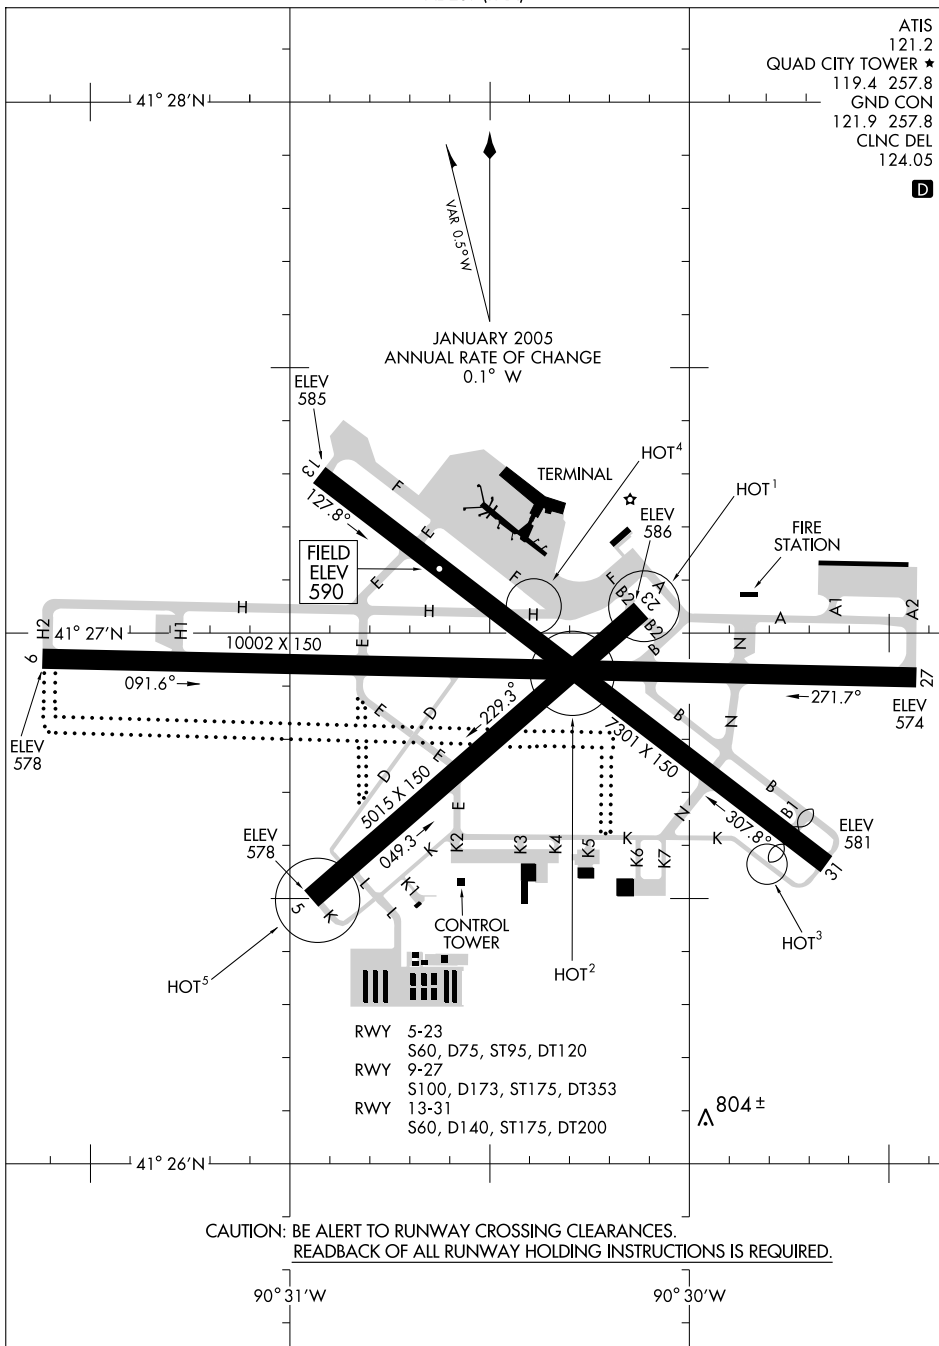 ATIS
121.2
QUAD CITY TOWER ★
119.4 257.8
GND CON
121.9 257.8
CLNC DEL
124.05
D
41° 28'N
VAR 0.5°W
JANUARY 2005
ANNUAL RATE OF CHANGE
0.1° W
ELEV
585
13
127.8°
F
TERMINAL
HOT4
HOT1
ELEV
586
FIRE
STATION
FIELD
ELEV
590
E
E
F
F
A
B2
23
B2
B
H
H
H
H1
H2
E
A
A1
A2
N
41° 27'N
10002 X 150
9
091.6°
27
271.7°
ELEV
574
ELEV
578
229.3°
D
D
E
E
E
5015 X 150
049.3
7301 X 150
B
B
B1
N
N
307.8°
31
ELEV
581
ELEV
578
5
K
L
L
K1
K
K2
K3
K4
K5
K
K6
K7
K
CONTROL
TOWER
HOT5
HOT2
HOT3
RWY 5-23
S60, D75, ST95, DT120
RWY 9-27
S100, D173, ST175, DT353
RWY 13-31
S60, D140, ST175, DT200
804 ±
41° 26'N
CAUTION: BE ALERT TO RUNWAY CROSSING CLEARANCES.
READBACK OF ALL RUNWAY HOLDING INSTRUCTIONS IS REQUIRED.
90° 31'W
90° 30'W